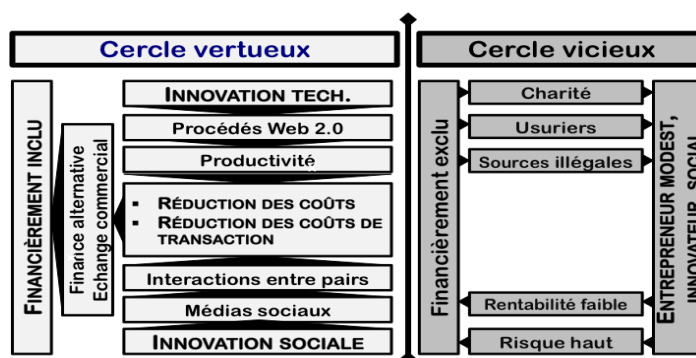 Cercle vertueux
FINANCIÈREMENT INCLU
Finance alternative
Echange commercial
INNOVATION TECH.
Procédés Web 2.0
Productivité
▪ RÉDUCTION DES COÛTS
▪ RÉDUCTION DES COÛTS DE
TRANSACTION
Interactions entre pairs
Médias sociaux
INNOVATION SOCIALE
Cercle vicieux
Financièrement exclu
Charité
Usuriers
Sources illégales
Rentabilité faible
Risque haut
ENTREPRENEUR MODEST,
INNOVATEUR SOCIAL